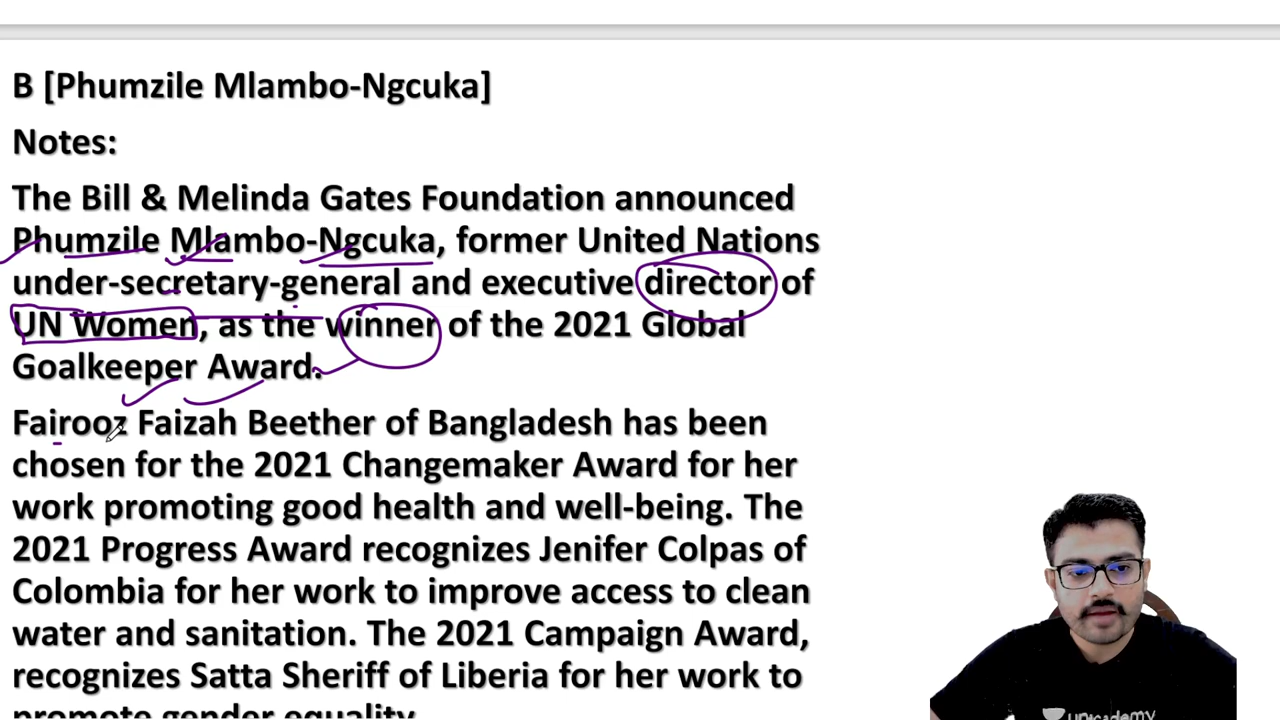 B [Phumzile Mlambo-Ngcuka]
Notes:
The Bill & Melinda Gates Foundation announced
Phumzile Mlambo-Ngcuka, former United Nations
under-secretary-general and executive director of
UN Women, as the winner of the 2021 Global
Goalkeeper Award.
Fairooz Faizah Beether of Bangladesh has been
chosen for the 2021 Changemaker Award for her
work promoting good health and well-being. The
2021 Progress Award recognizes Jenifer Colpas of
Colombia for her work to improve access to clean
water and sanitation. The 2021 Campaign Award,
recognizes Satta Sheriff of Liberia for her work to
promote gender equality.
unacademy